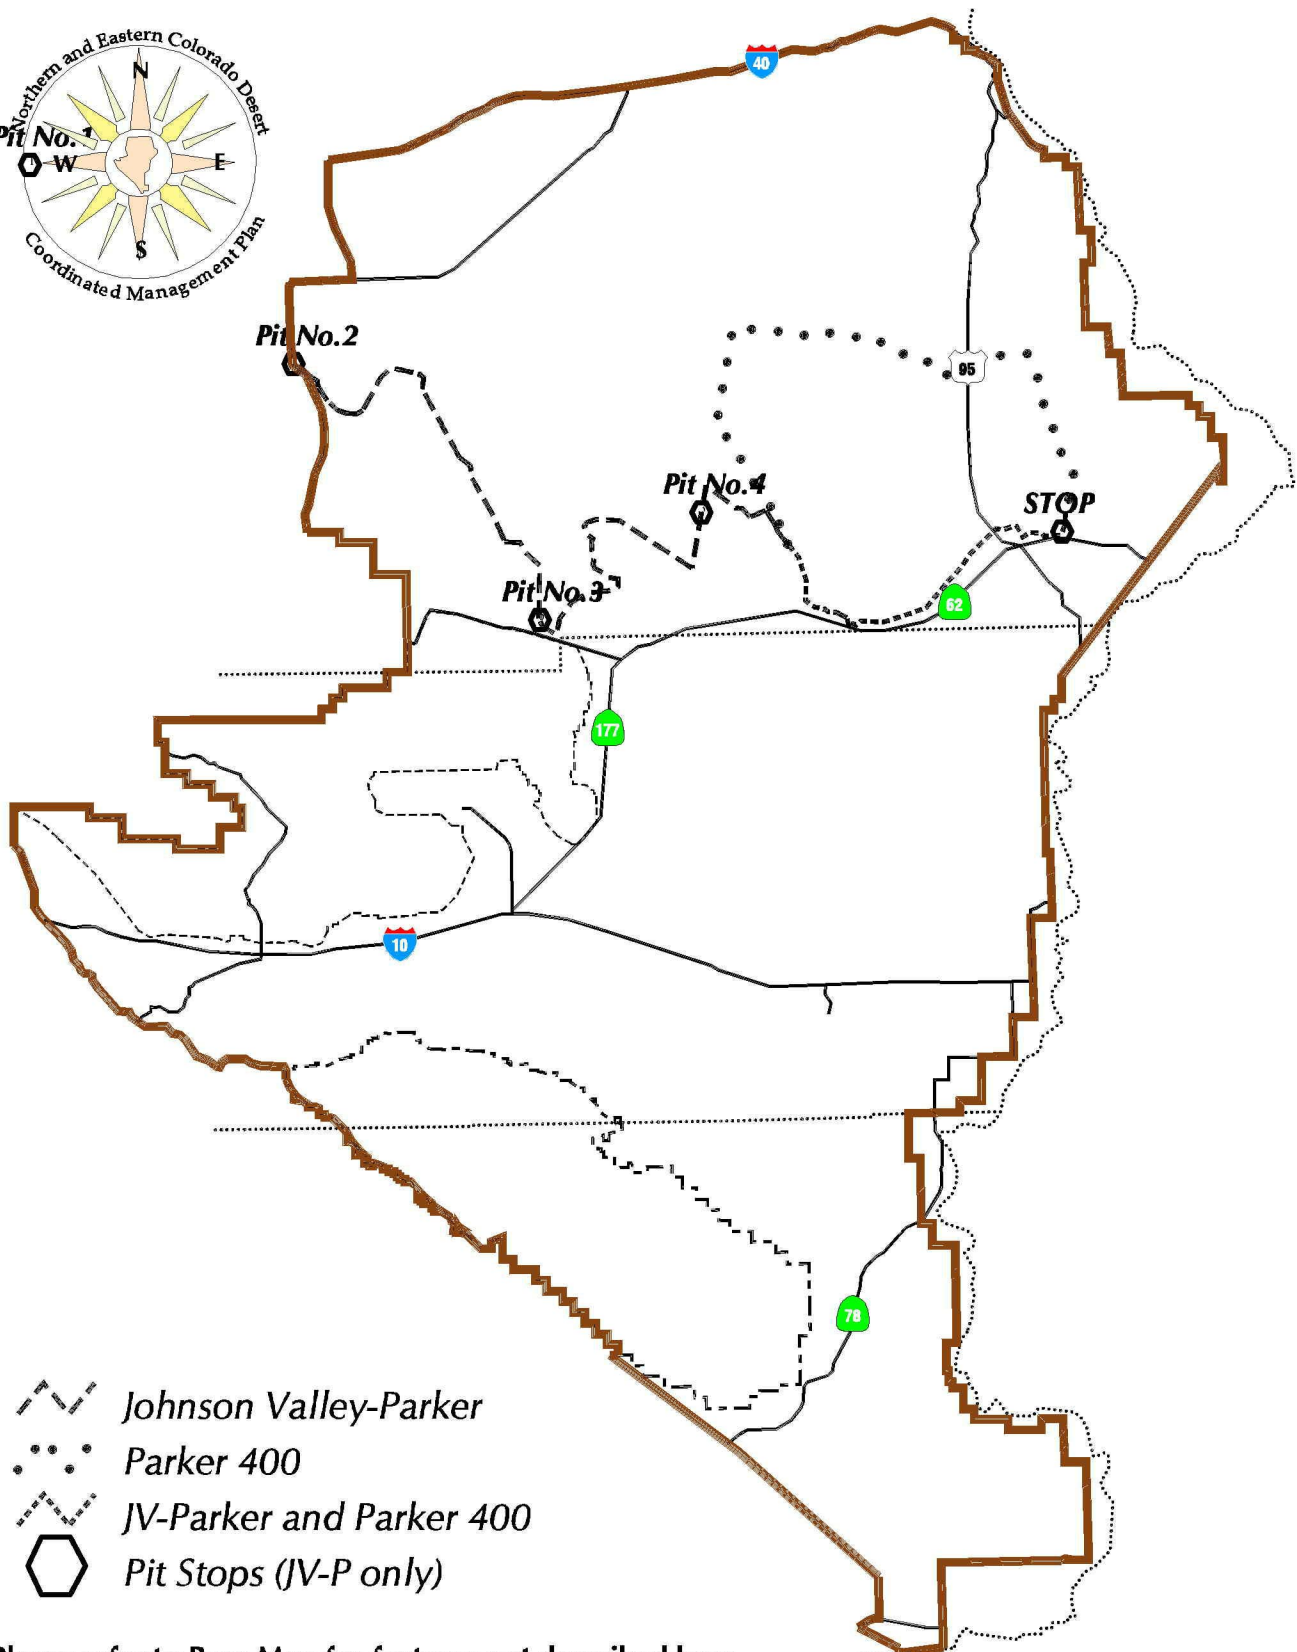 Northern and Eastern Colorado Desert
N
Pit No.1
W
E
S
Coordinated Management Plan
40
Pit No.2
95
Pit No.4
STOP
Pit No.3
62
177
10
78
Johnson Valley-Parker
Parker 400
JV-Parker and Parker 400
Pit Stops (JV-P only)